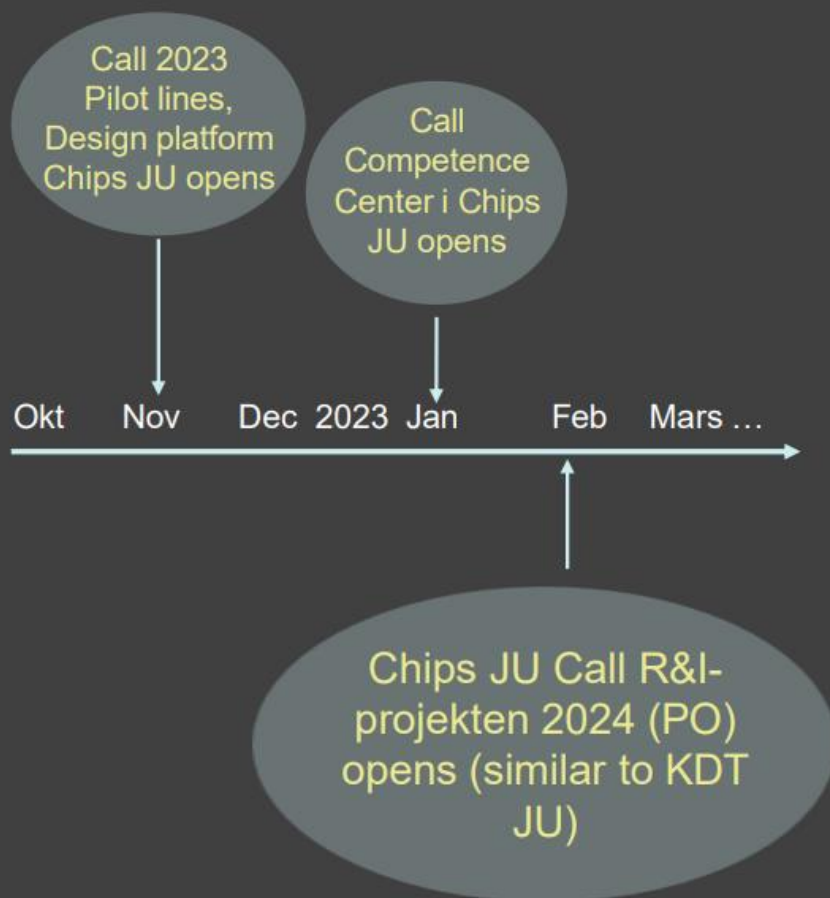 Call 2023
Pilot lines,
Design platform
Chips JU opens
Call
Competence
Center i Chips
JU opens
Okt Nov Dec 2023 Jan Feb Mars ...
Chips JU Call R&I-
projekten 2024 (PO)
opens (similar to KDT
JU)